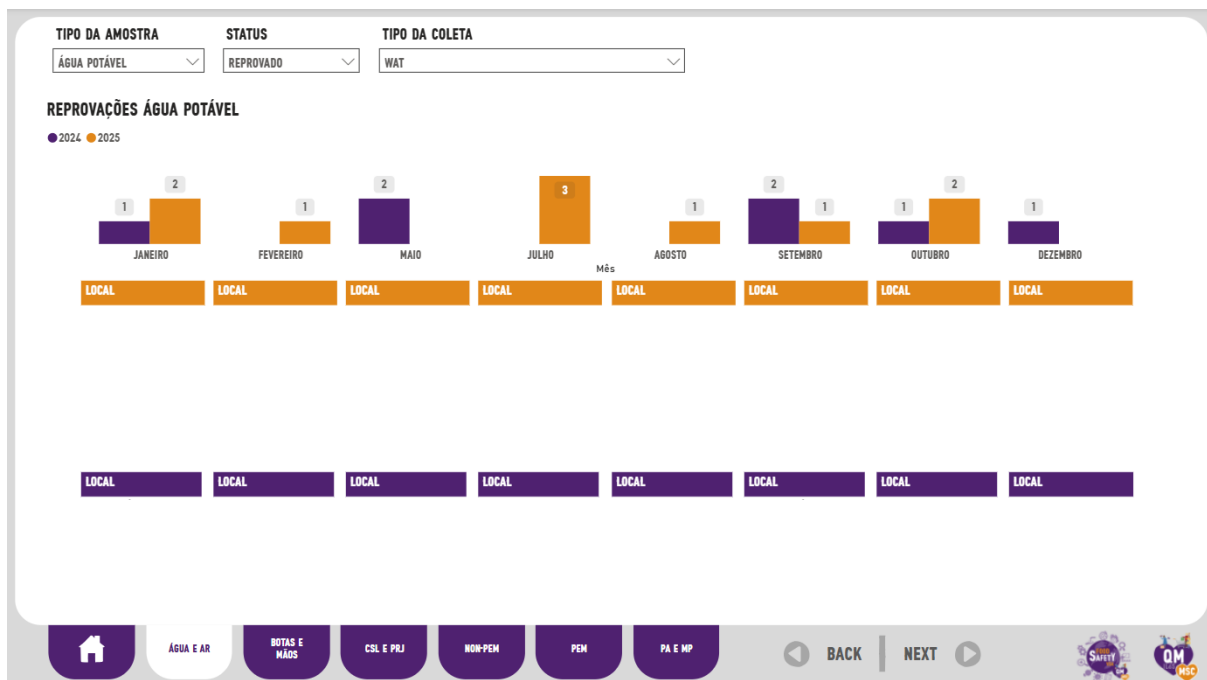 TIPO DA AMOSTRA STATUS TIPO DA COLETA
ÁGUA POTÁVEL REPROVADO WAT
REPROVAÇÕES ÁGUA POTÁVEL
2024 2025
1 2 1 2 3 1 2 1 1 2 1
JANEIRO FEVEREIRO MAIO JULHO AGOSTO SETEMBRO OUTUBRO DEZEMBRO
Mês
LOCAL LOCAL LOCAL LOCAL LOCAL LOCAL LOCAL LOCAL
LOCAL LOCAL LOCAL LOCAL LOCAL LOCAL LOCAL LOCAL
ÁGUA E AR BOTAS E MÃOS CSL E PRJ NON-PEM PEM PA E MP BACK NEXT
FOOD SAFETY
QM
MSC